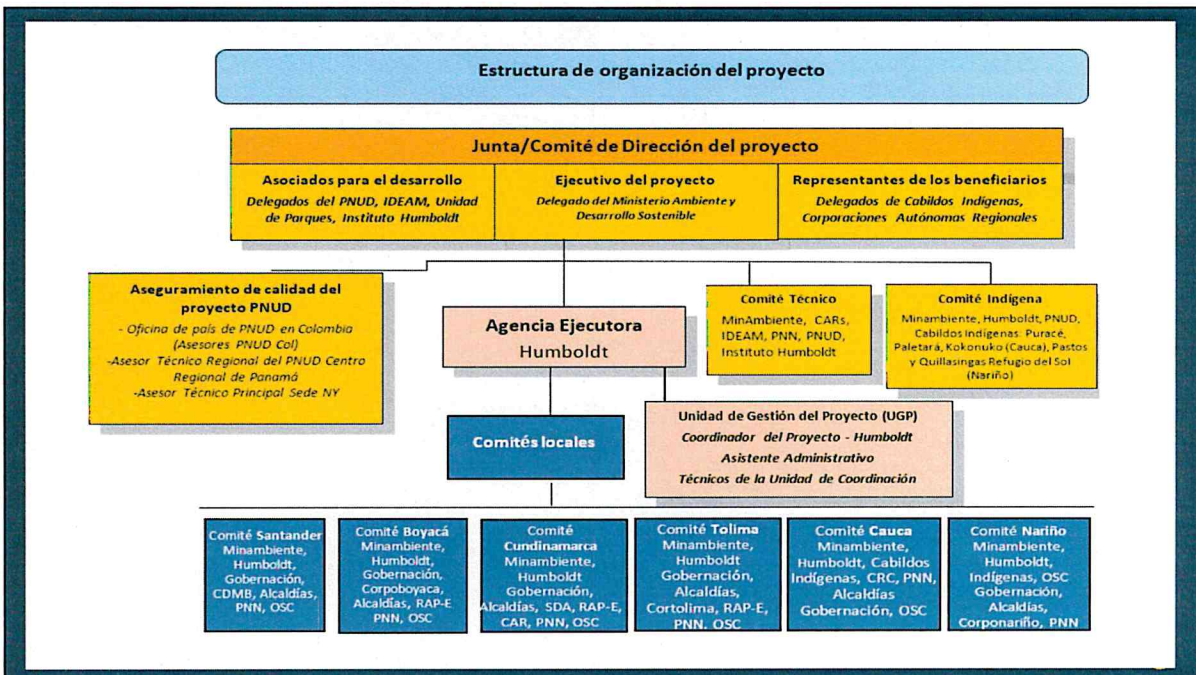 Estructura de organización del proyecto
Junta/Comité de Dirección del proyecto
Asociados para el desarrollo
Delegados del PNUD, IDEAM, Unidad
de Parques, Instituto Humboldt
Ejecutivo del proyecto
Delegado del Ministerio Ambiente y
Desarrollo Sostenible
Representantes de los beneficiarios
Delegados de Cabildos Indígenas,
Corporaciones Autónomas Regionales
Aseguramiento de calidad del
proyecto PNUD
- Oficina de país de PNUD en Colombia
(Asesores PNUD Col)
-Asesor Técnico Regional del PNUD Centro
Regional de Panamá
-Asesor Técnico Principal Sede NY
Agencia Ejecutora
Humboldt
Comité Técnico
MinAmbiente, CARs,
IDEAM, PNN, PNUD,
Instituto Humboldt
Comité Indígena
Minambiente, Humboldt, PNUD,
Cabildos Indígenas: Puracé,
Paletará, Kokonuko (Cauca), Pastos
y Quillasingas Refugio del Sol
(Nariño)
Comités locales
Unidad de Gestión del Proyecto (UGP)
Coordinador del Proyecto - Humboldt
Asistente Administrativo
Técnicos de la Unidad de Coordinación
Comité Santander
Minambiente,
Humboldt,
Gobernación,
CDMB, Alcaldías,
PNN, OSC
Comité Boyacá
Minambiente,
Humboldt,
Gobernación,
Corpoboyaca,
Alcaldías, RAP-E
PNN, OSC
Comité
Cundinamarca
Minambiente,
Humboldt
Gobernación,
Alcaldías, SDA, RAP-E,
CAR, PNN, OSC
Comité Tolima
Minambiente,
Humboldt
Gobernación,
Alcaldías,
Cortolima, RAP-E,
PNN. OSC
Comité Cauca
Minambiente,
Humboldt, Cabildos
Indígenas, CRC, PNN,
Alcaldías
Gobernación, OSC
Comité Nariño
Minambiente,
Humboldt,
Indígenas, OSC
Gobernación,
Alcaldías,
Corponariño, PNN